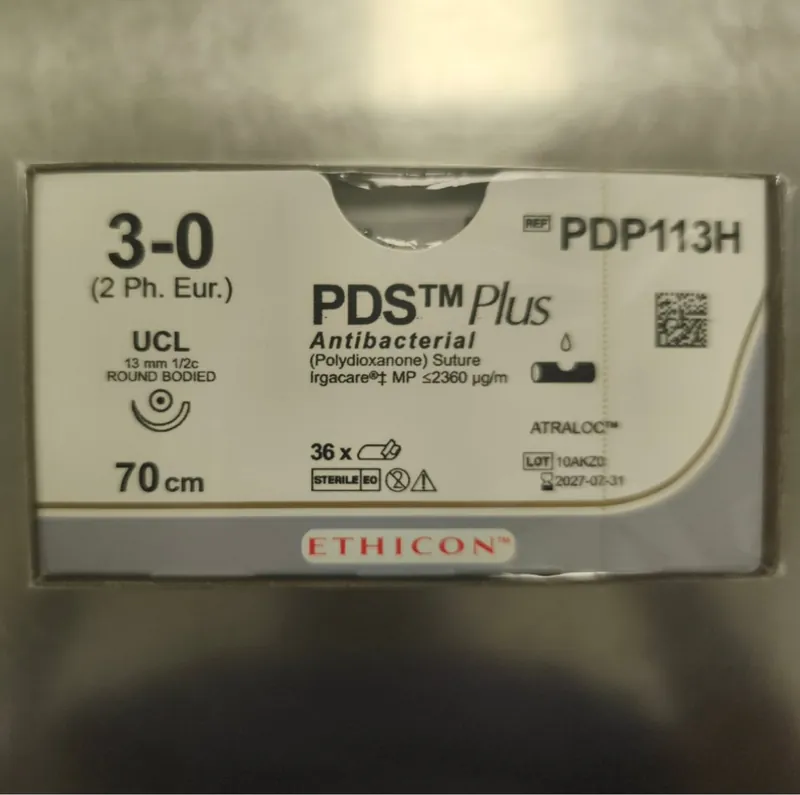 3-0
(2 Ph. Eur.)
UCL
13 mm 1/2c
ROUND BODIED
70 cm
PDS™ Plus
Antibacterial
(Polydioxanone) Suture
Irgacare®‡ MP ≤2360 µg/m
36 x
STERILE EO
REF PDP113H
ATRALOC™
LOT
2027-07-31
ETHICON™